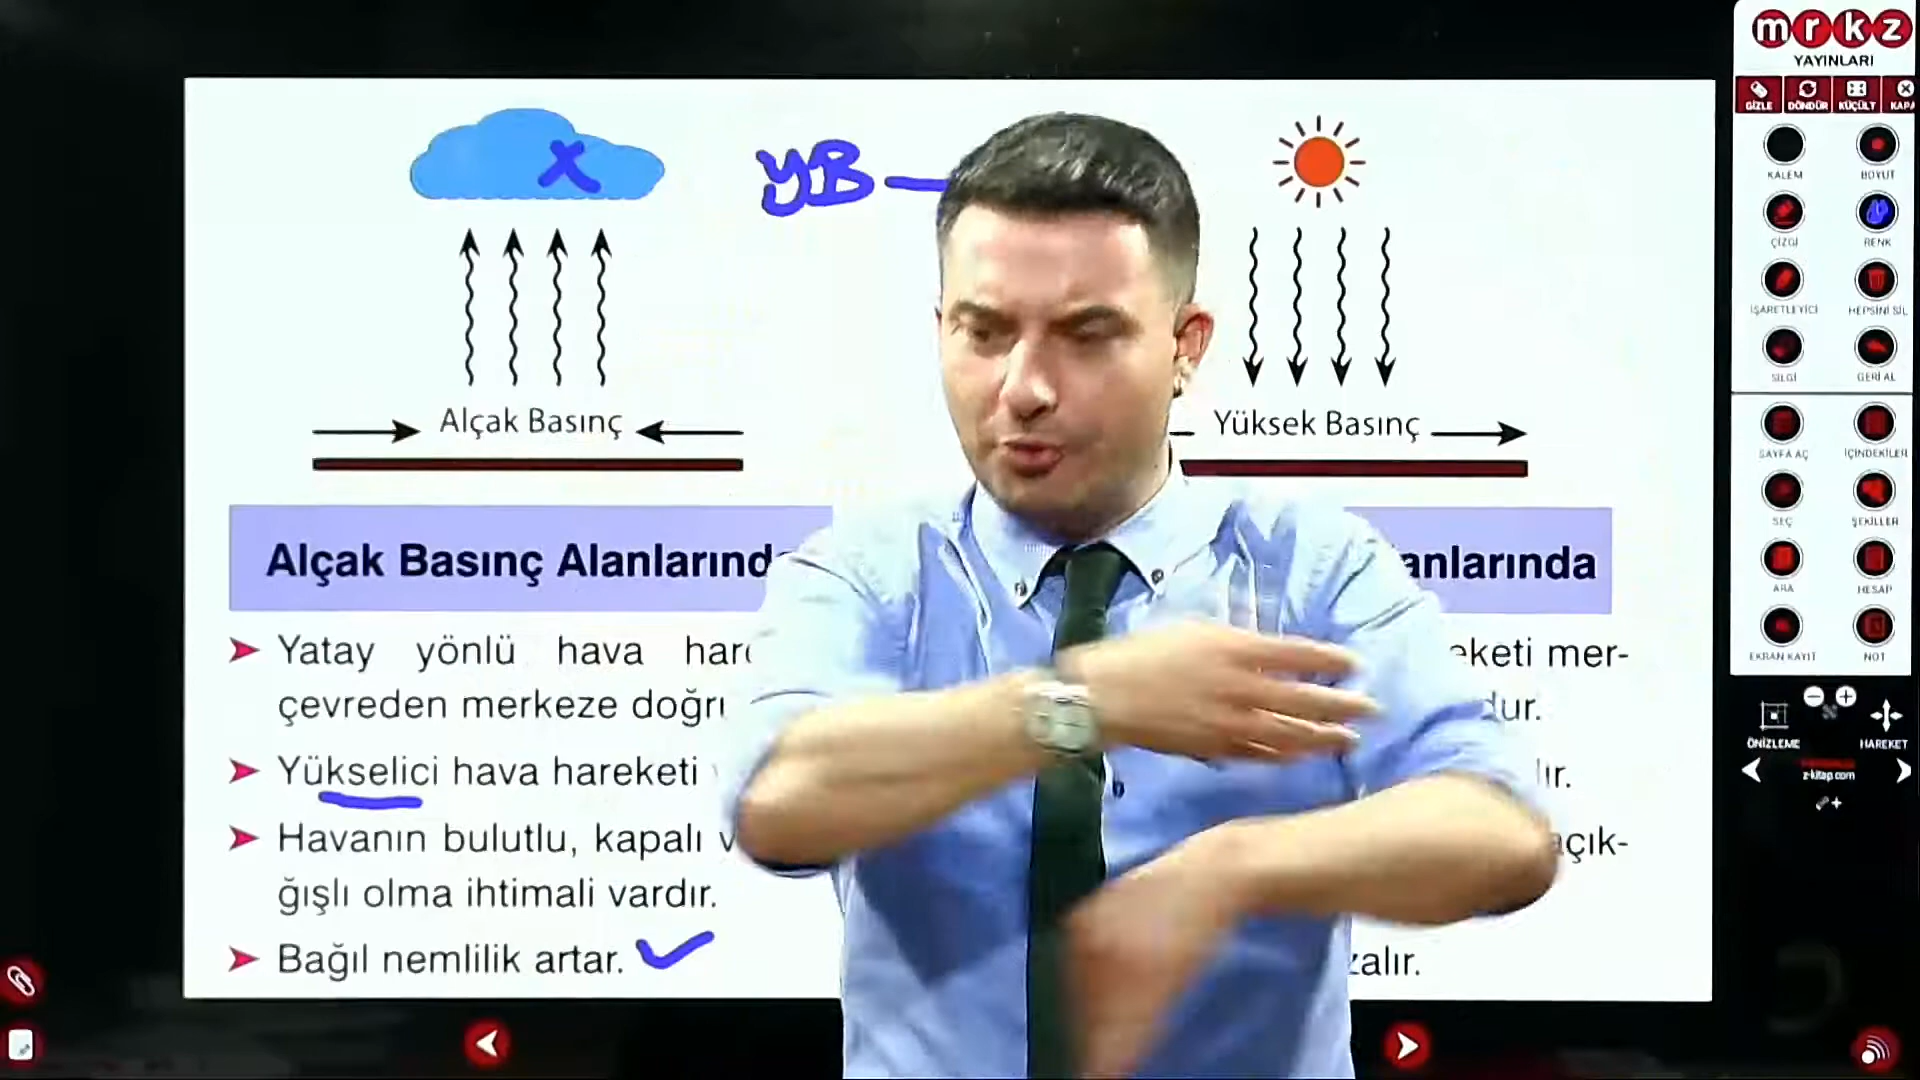 mrkz
YAYINLARI
GİZLE DÖNDÜR KÜÇÜLT KAPA
KALEM BOYUT
ÇİZGİ RENK
İŞARETLEYİCİ HEPSİNİ SİL
SİLGİ GERİ AL
SAYFA AÇ İÇİNDEKİLER
SEÇ ŞEKİLLER
ARA HESAP
EKRAN KAYIT NOT
ÖNİZLEME HAREKET
z-kitap.com
x
yB
Alçak Basınç
Yüksek Basınç
Alçak Basınç Alanlarınd
anlarında
Yatay yönlü hava har
çevreden merkeze doğr
Yükselici hava hareketi
Havanın bulutlu, kapalı v
ğışlı olma ihtimali vardır.
Bağıl nemlilik artar.
eketi mer-
dur.
ır.
açık-
zalır.